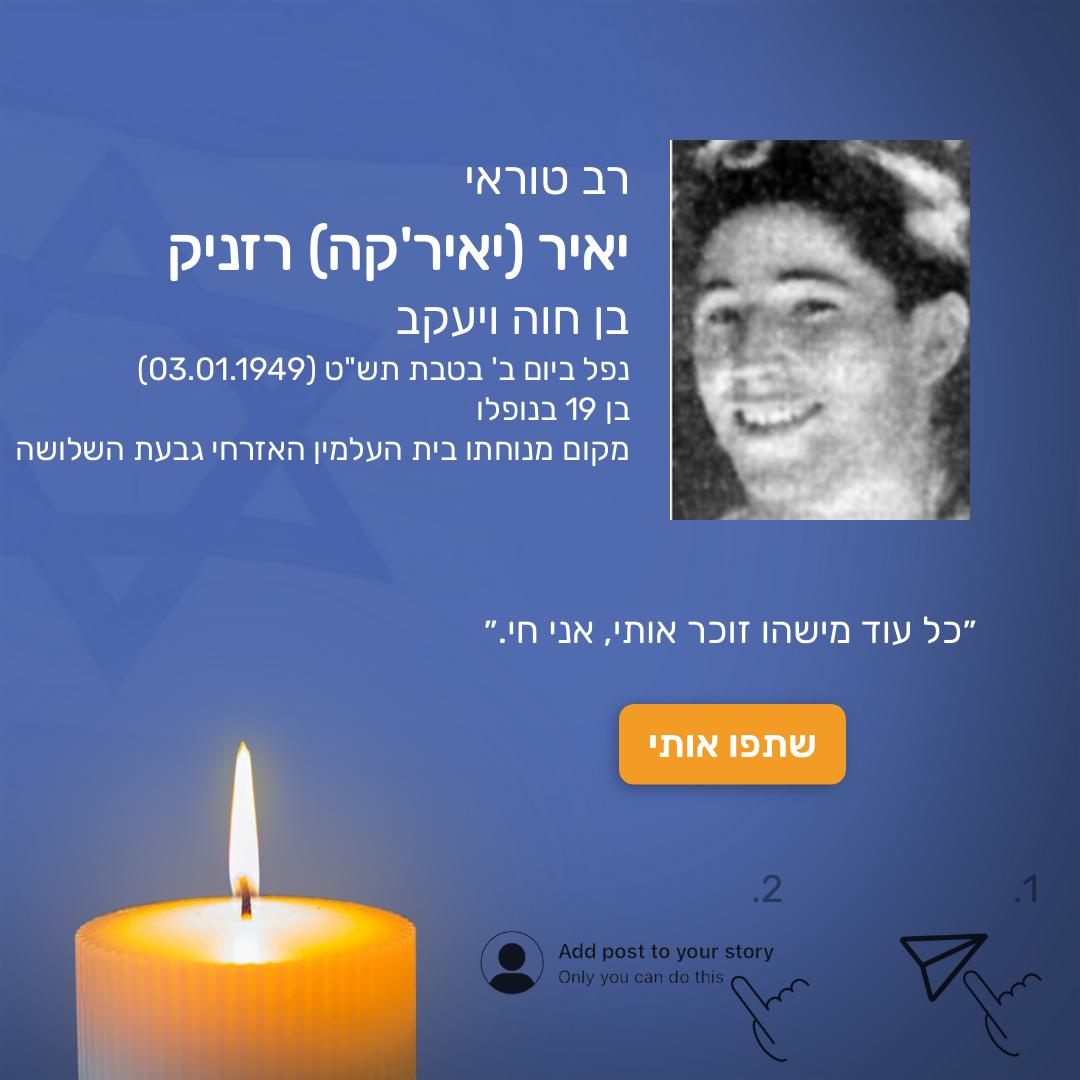 רב טוראי
יאיר (יאיר'קה) רזניק
בן חוה ויעקב
נפל ביום ב' בטבת תש"ט (03.01.1949)
בן 19 בנופלו
מקום מנוחתו בית העלמין האזרחי גבעת השלושה
״כל עוד מישהו זוכר אותי, אני חי.״
שתפו אותי
1.
2.
Add post to your story
Only you can do this